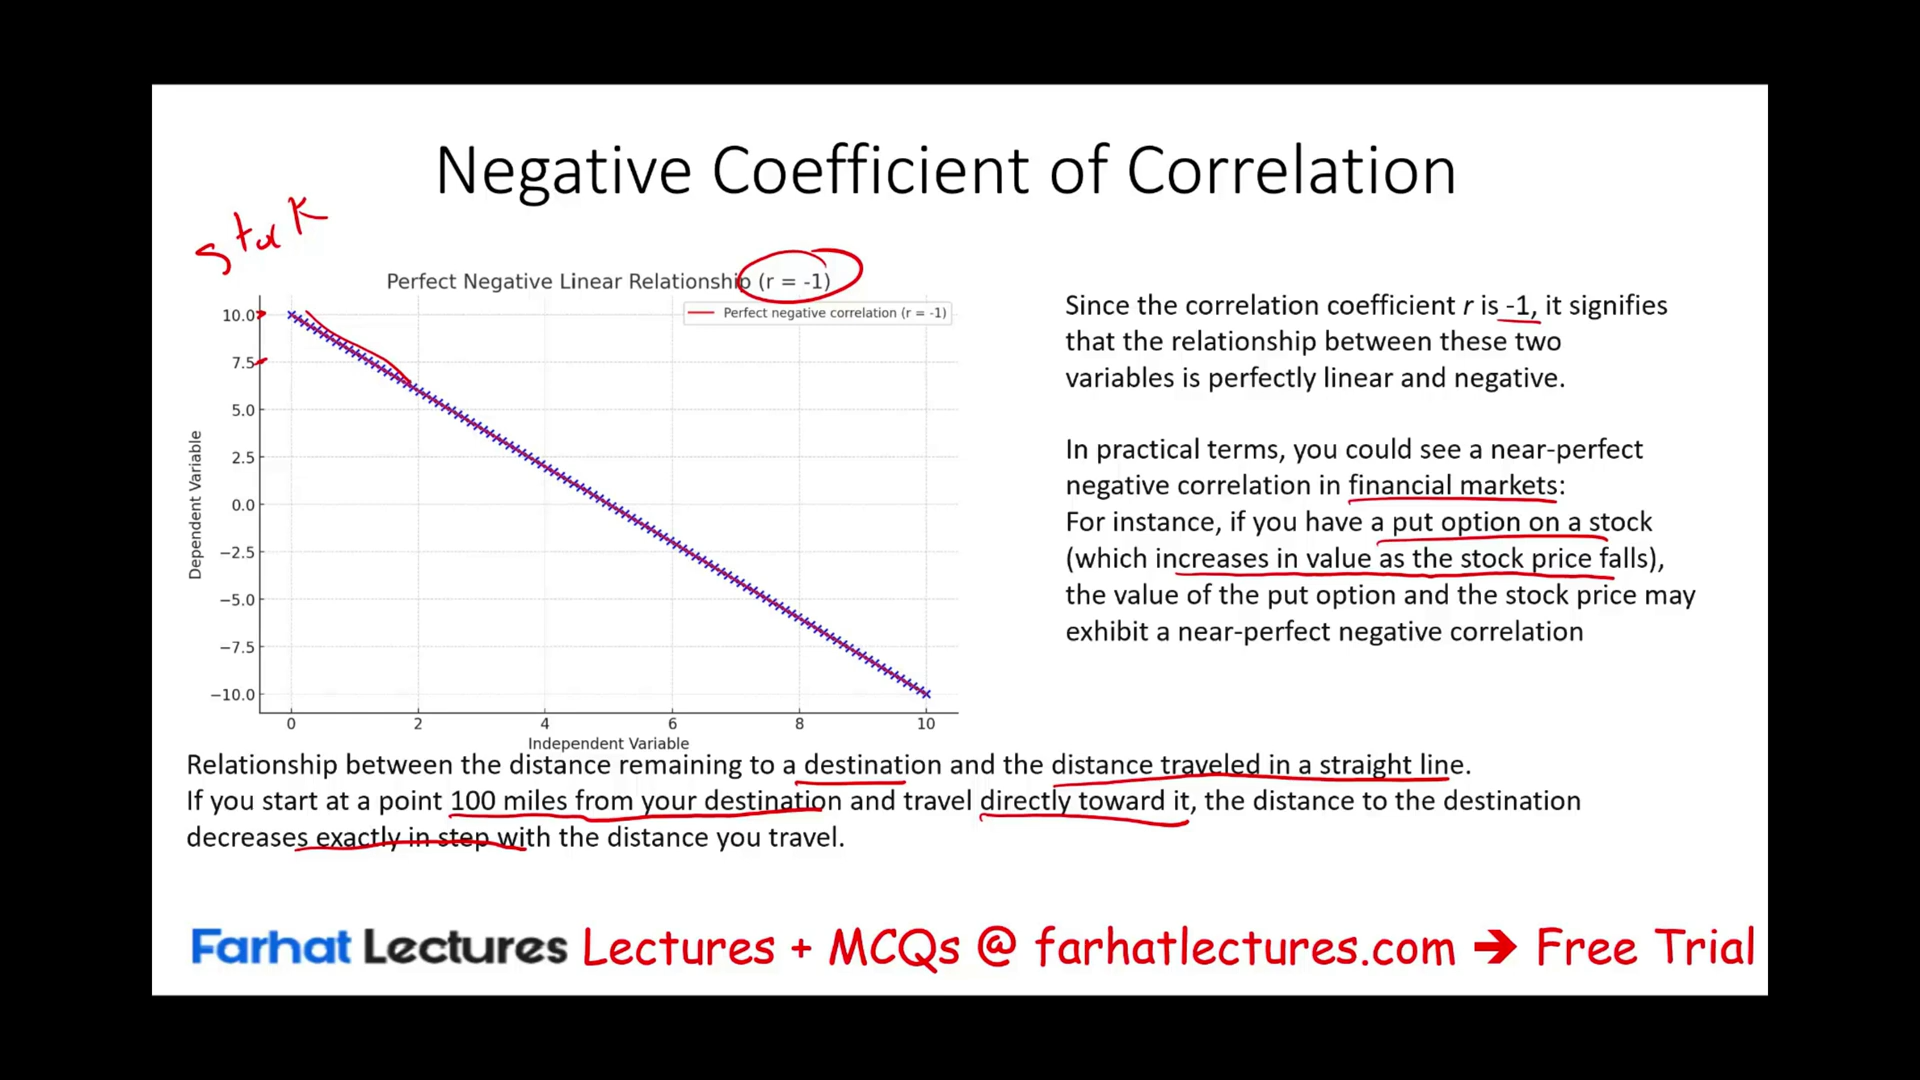 Negative Coefficient of Correlation
stock
Perfect Negative Linear Relationship (r = -1)
Perfect negative correlation (r = -1)
10.0
7.5
5.0
2.5
0.0
−2.5
−5.0
−7.5
−10.0
Dependent Variable
0 2 4 6 8 10
Independent Variable
Since the correlation coefficient r is -1, it signifies
that the relationship between these two
variables is perfectly linear and negative.
In practical terms, you could see a near-perfect
negative correlation in financial markets:
For instance, if you have a put option on a stock
(which increases in value as the stock price falls),
the value of the put option and the stock price may
exhibit a near-perfect negative correlation
Relationship between the distance remaining to a destination and the distance traveled in a straight line.
If you start at a point 100 miles from your destination and travel directly toward it, the distance to the destination
decreases exactly in step with the distance you travel.
Farhat Lectures Lectures + MCQs @ farhatlectures.com → Free Trial